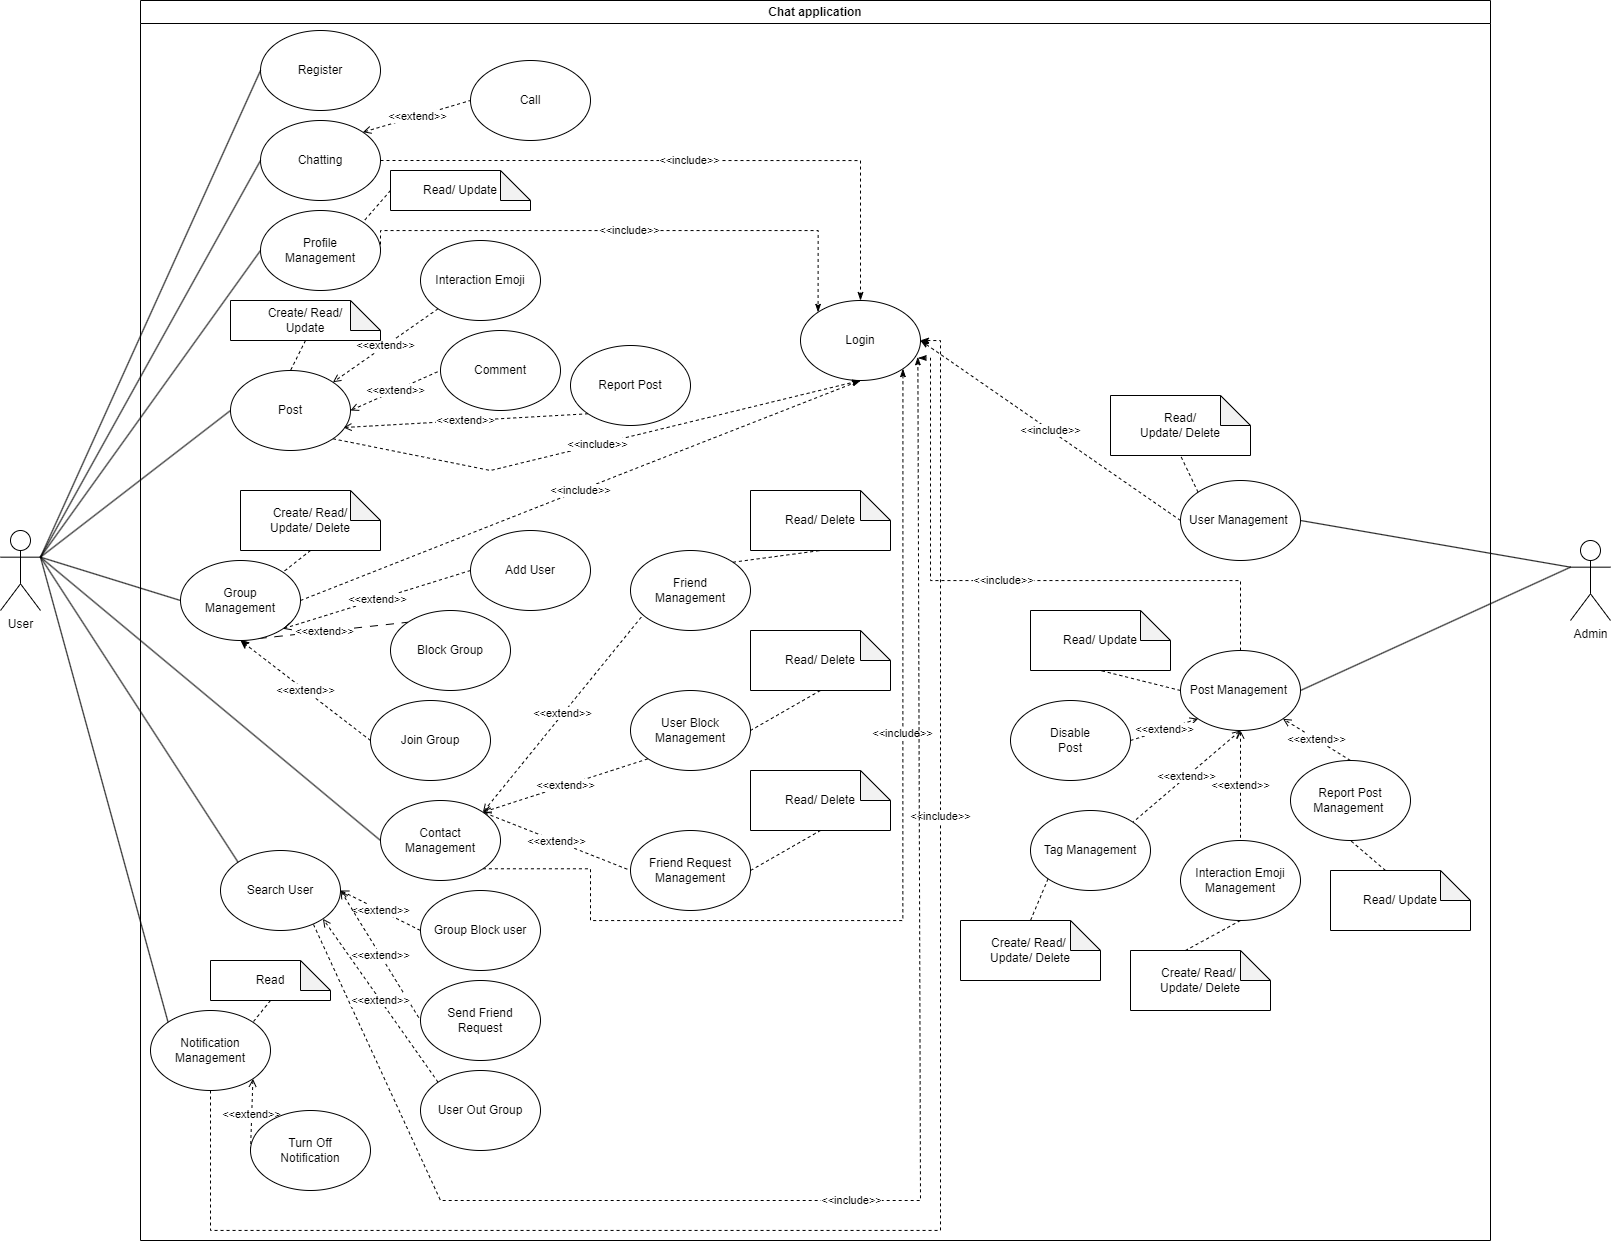 Chat application
Register
Call
<<extend>>
Chatting
<<include>>
Read/ Update
Profile
Management
<<include>>
Interaction Emoji
Create/ Read/
Update
<<extend>>
Login
Comment
Report Post
<<extend>>
Post
<<extend>>
<<include>>
<<include>>
Read/
Update/ Delete
<<include>>
Create/ Read/
Update/ Delete
Read/ Delete
User Management
Add User
Friend
Management
<<include>>
Group
Management
<<extend>>
User
<<extend>>
Admin
Block Group
Read/ Update
Read/ Delete
<<extend>>
Post Management
<<extend>>
User Block
Management
<<include>>
Disable
Post
<<extend>>
<<extend>>
Join Group
<<extend>>
<<extend>>
<<extend>>
Read/ Delete
Report Post
Management
<<include>>
Contact
Management
<<extend>>
Tag Management
Friend Request
Management
Interaction Emoji
Management
Search User
Read/ Update
<<extend>>
Group Block user
Create/ Read/
Update/ Delete
<<extend>>
Read
Create/ Read/
Update/ Delete
<<extend>>
Send Friend
Request
Notification
Management
User Out Group
<<extend>>
Turn Off
Notification
<<include>>